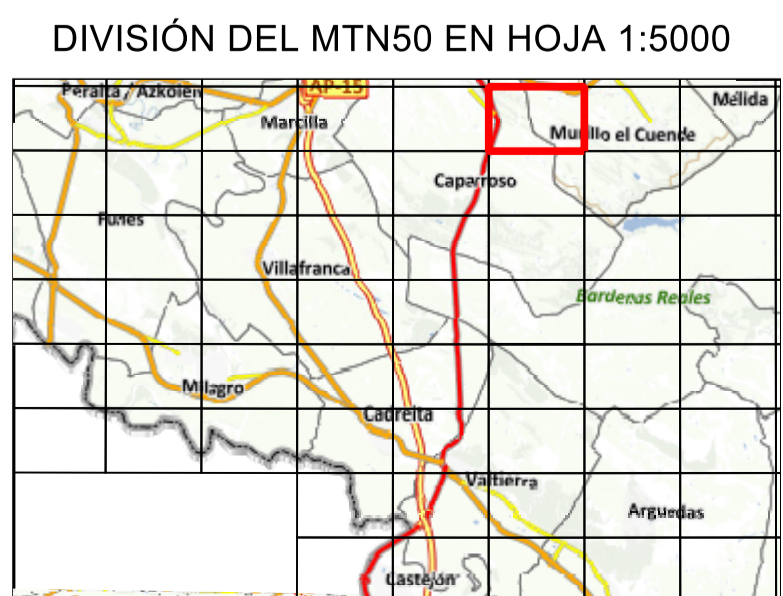 DIVISIÓN DEL MTN50 EN HOJA 1:5000
Peralta / Azkoien
AP-15
Mélida
Marcilla
Murillo el Cuende
Caparroso
Funes
Villafranca
Bardenas Reales
Milagro
Cadreita
Valtierra
Arguedas
Castejón